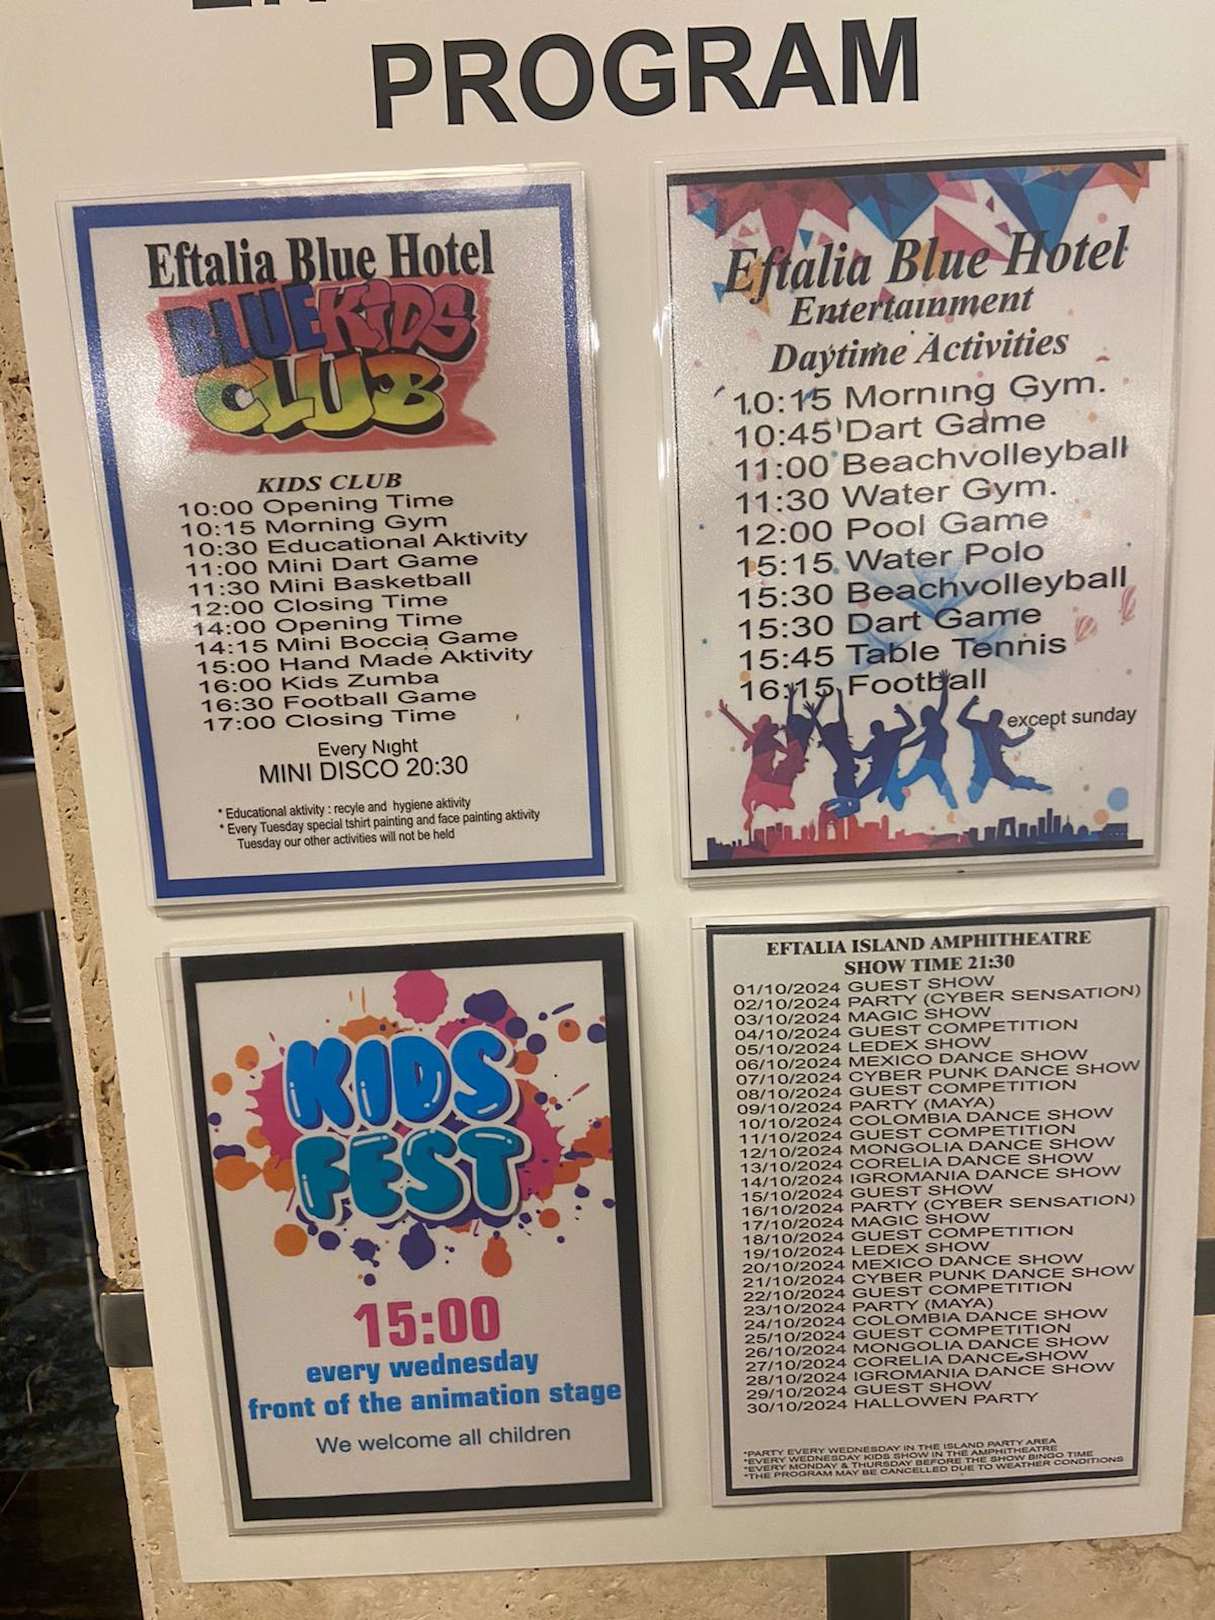 PROGRAM
Eftalia Blue Hotel
BLUE KIDS
CLUB
KIDS CLUB
10:00 Opening Time
10:15 Morning Gym
10:30 Educational Aktivity
11:00 Mini Dart Game
11:30 Mini Basketball
12:00 Closing Time
14:00 Opening Time
14:15 Mini Boccia Game
15:00 Hand Made Aktivity
16:00 Kids Zumba
16:30 Football Game
17:00 Closing Time
Every Night
MINI DISCO 20:30
* Educational aktivity : recyle and hygiene aktivity
* Every Tuesday special tshirt painting and face painting aktivity
Tuesday our other activities will not be held
Eftalia Blue Hotel
Entertainment
Daytime Activities
10:15 Morning Gym.
10:45 Dart Game
11:00 Beachvolleyball
11:30 Water Gym.
12:00 Pool Game
15:15 Water Polo
15:30 Beachvolleyball
15:30 Dart Game
15:45 Table Tennis
16:15 Football
except sunday
KIDS
FEST
15:00
every wednesday
front of the animation stage
We welcome all children
EFTALIA ISLAND AMPHITHEATRE
SHOW TIME 21:30
01/10/2024 GUEST SHOW
02/10/2024 PARTY (CYBER SENSATION)
03/10/2024 MAGIC SHOW
04/10/2024 GUEST COMPETITION
05/10/2024 LEDEX SHOW
06/10/2024 MEXICO DANCE SHOW
07/10/2024 CYBER PUNK DANCE SHOW
08/10/2024 GUEST COMPETITION
09/10/2024 PARTY (MAYA)
10/10/2024 COLOMBIA DANCE SHOW
11/10/2024 GUEST COMPETITION
12/10/2024 MONGOLIA DANCE SHOW
13/10/2024 CORELIA DANCE SHOW
14/10/2024 IGROMANIA DANCE SHOW
15/10/2024 GUEST SHOW
16/10/2024 PARTY (CYBER SENSATION)
17/10/2024 MAGIC SHOW
18/10/2024 GUEST COMPETITION
19/10/2024 LEDEX SHOW
20/10/2024 MEXICO DANCE SHOW
21/10/2024 CYBER PUNK DANCE SHOW
22/10/2024 GUEST COMPETITION
23/10/2024 PARTY (MAYA)
24/10/2024 COLOMBIA DANCE SHOW
25/10/2024 GUEST COMPETITION
26/10/2024 MONGOLIA DANCE SHOW
27/10/2024 CORELIA DANCE SHOW
28/10/2024 IGROMANIA DANCE SHOW
29/10/2024 GUEST SHOW
30/10/2024 HALLOWEN PARTY
*PARTY EVERY WEDNESDAY IN THE ISLAND PARTY AREA
*EVERY WEDNESDAY KIDS SHOW IN THE AMPHITHEATRE
*EVERY MONDAY & THURSDAY BEFORE THE SHOW BINGO TIME
*THE PROGRAM MAY BE CANCELLED DUE TO WEATHER CONDITIONS